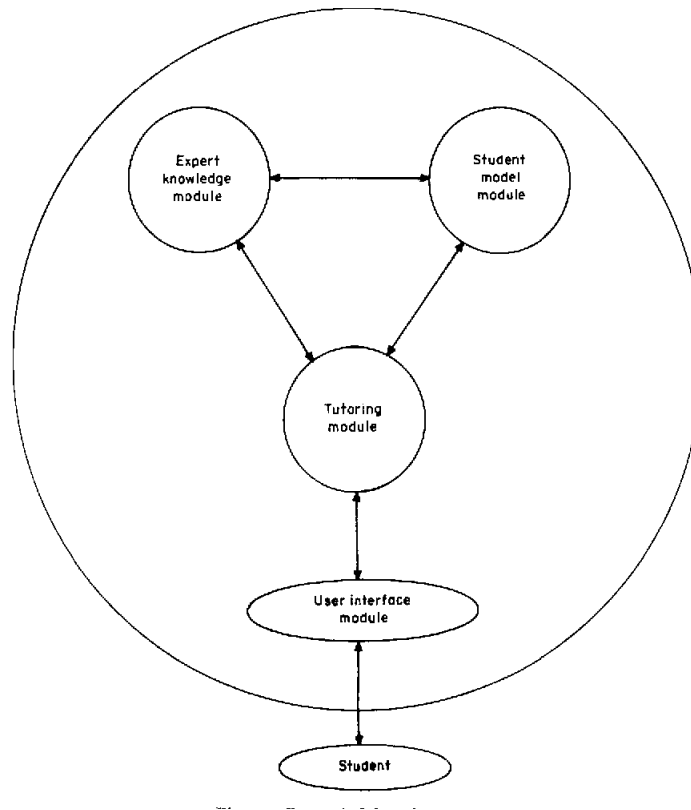 Expert
knowledge
module
Student
model
module
Tutoring
module
User interface
module
Student